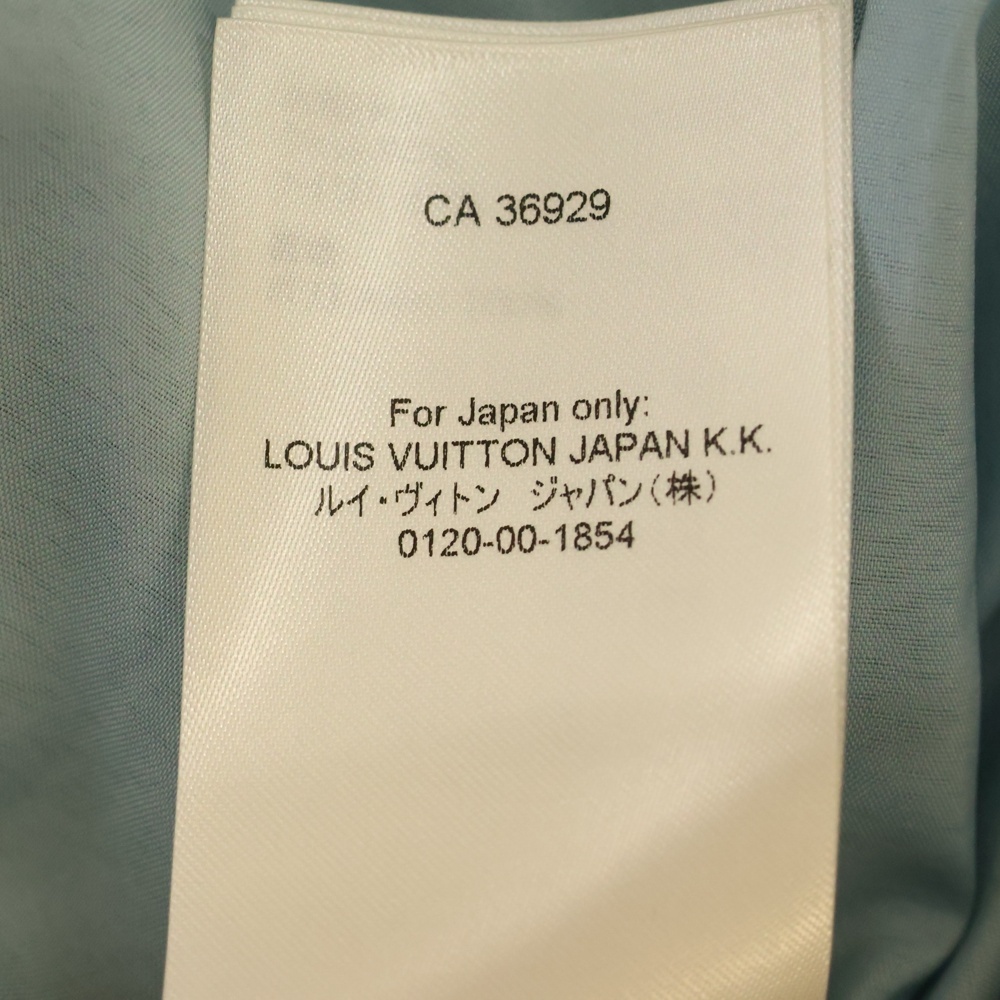 CA 36929
For Japan only:
LOUIS VUITTON JAPAN K.K.
ルイ・ヴィトン　ジャパン(株)
0120-00-1854